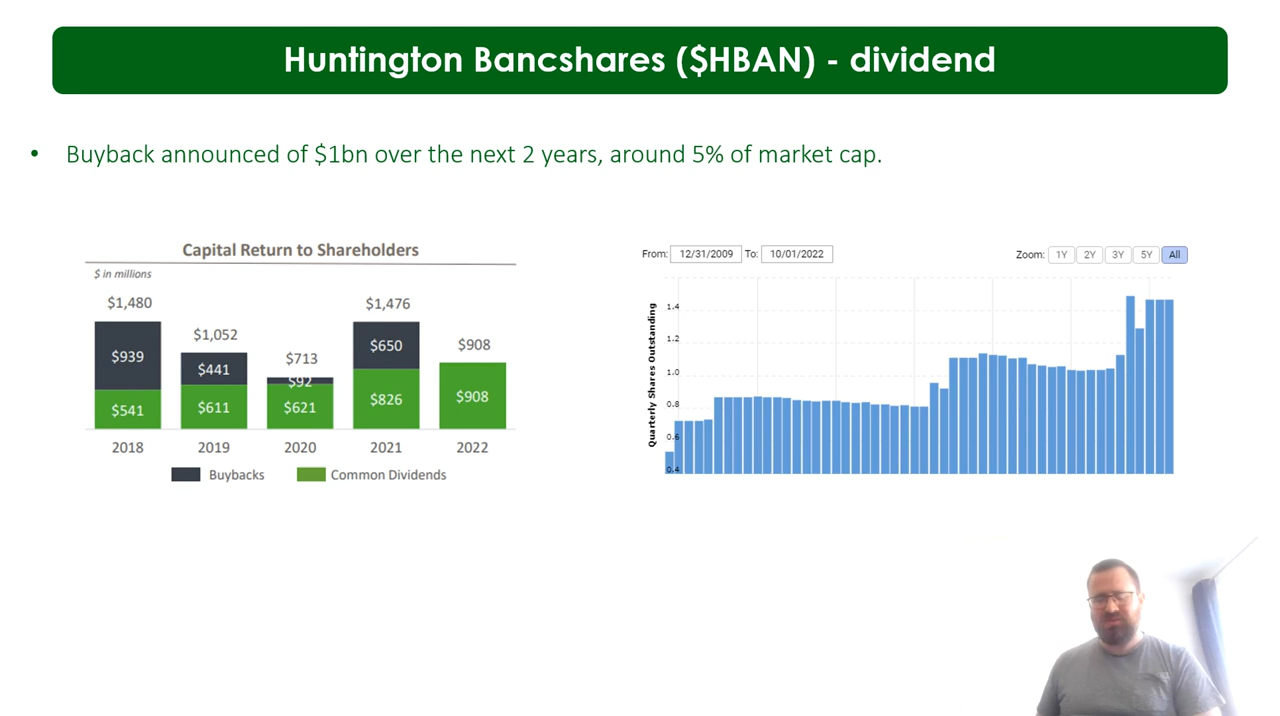 Huntington Bancshares ($HBAN) - dividend
• Buyback announced of $1bn over the next 2 years, around 5% of market cap.
Capital Return to Shareholders
$ in millions
$1,480
$1,052
$713
$1,476
$908
$939
$441
$92
$650
$541
$611
$621
$826
$908
2018
2019
2020
2021
2022
Buybacks
Common Dividends
From: 12/31/2009 To: 10/01/2022
Zoom: 1Y 2Y 3Y 5Y All
Quarterly Shares Outstanding
1.4
1.2
1.0
0.8
0.6
0.4